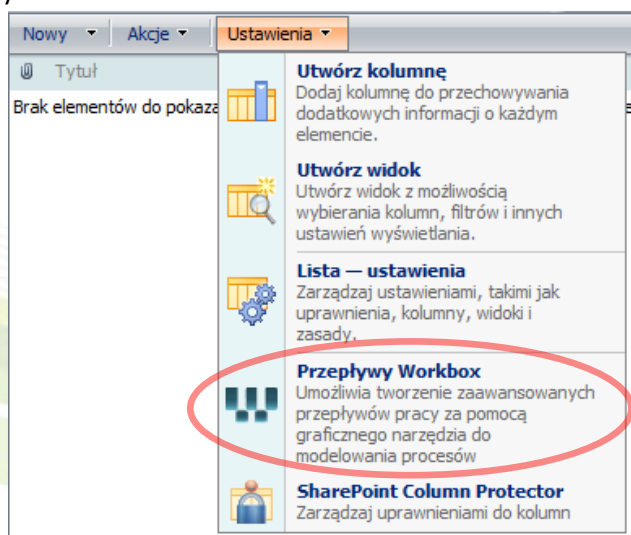 Nowy Akcje Ustawienia
Tytuł
Brak elementów do pokaza
Utwórz kolumnę
Dodaj kolumnę do przechowywania
dodatkowych informacji o każdym
elemencie.
Utwórz widok
Utwórz widok z możliwością
wybierania kolumn, filtrów i innych
ustawień wyświetlania.
Lista — ustawienia
Zarządzaj ustawieniami, takimi jak
uprawnienia, kolumny, widoki i
zasady.
Przepływy Workbox
Umożliwia tworzenie zaawansowanych
przepływów pracy za pomocą
graficznego narzędzia do
modelowania procesów
SharePoint Column Protector
Zarządzaj uprawnieniami do kolumn